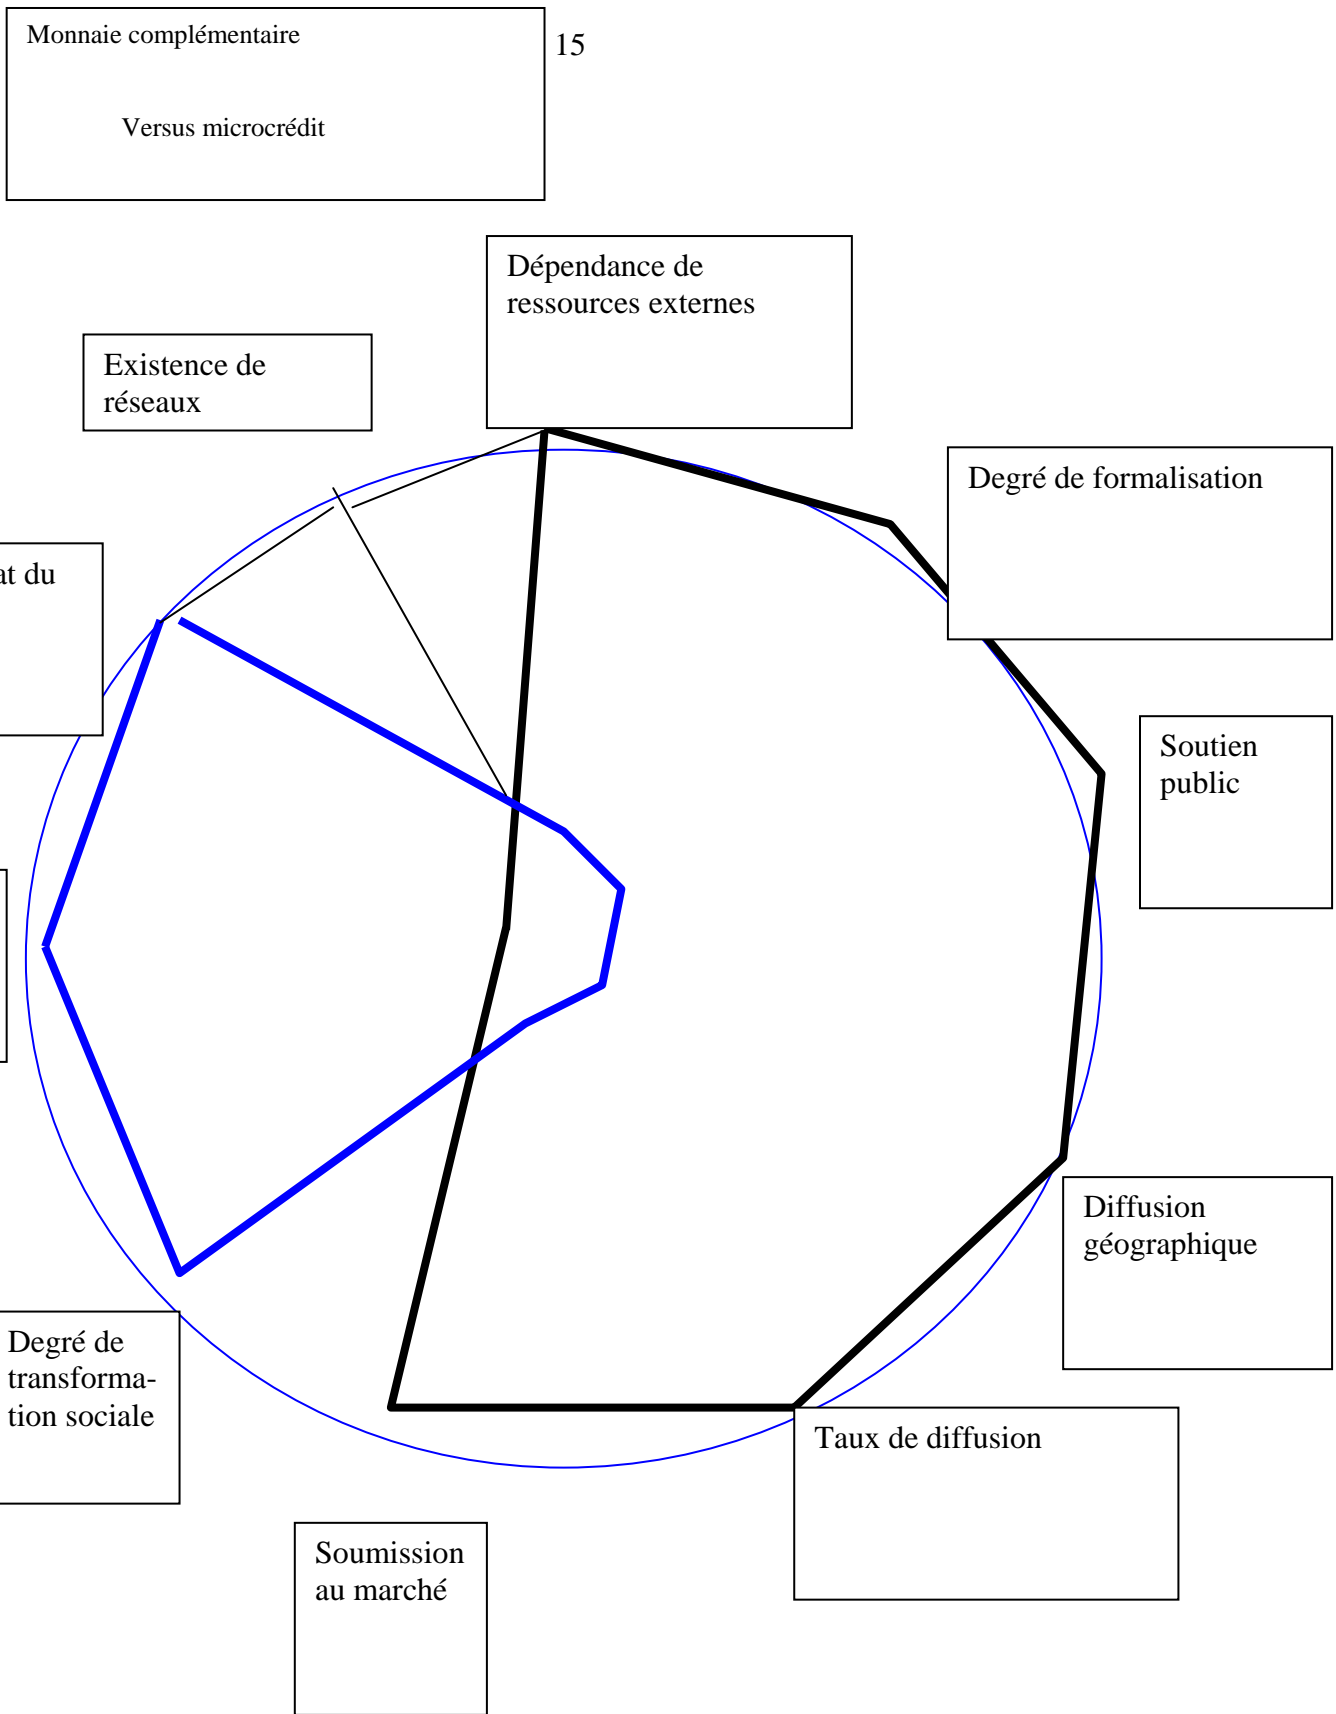 Monnaie complémentaire
15
Versus microcrédit
Dépendance de
ressources externes
Existence de
réseaux
Degré de formalisation
du
Soutien
public
Diffusion
géographique
Degré de
transforma-
tion sociale
Taux de diffusion
Soumission
au marché